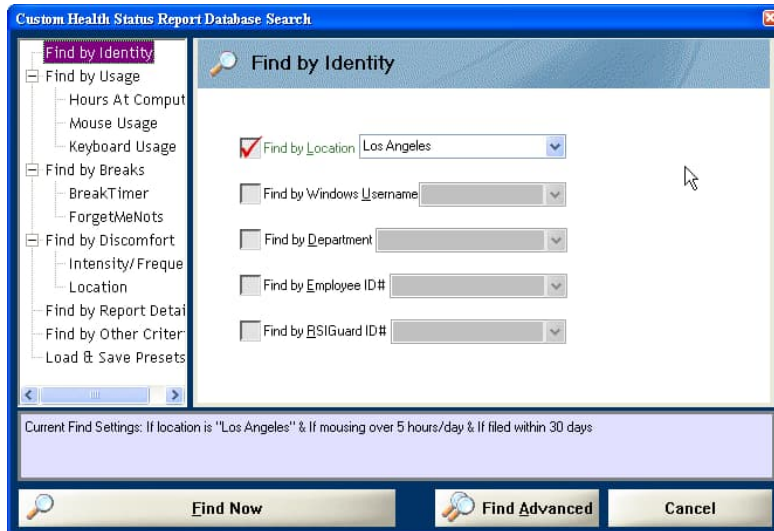 Custom Health Status Report Database Search
Find by Identity
Find by Usage
Hours At Comput
Mouse Usage
Keyboard Usage
Find by Breaks
BreakTimer
ForgetMeNots
Find by Discomfort
Intensity/Freque
Location
Find by Report Detai
Find by Other Criter
Load & Save Presets
Find by Identity
Find by Location Los Angeles
Find by Windows Username
Find by Department
Find by Employee ID#
Find by RSIGuard ID#
Current Find Settings: If location is "Los Angeles" & If mousing over 5 hours/day & If filed within 30 days
Find Now Find Advanced Cancel